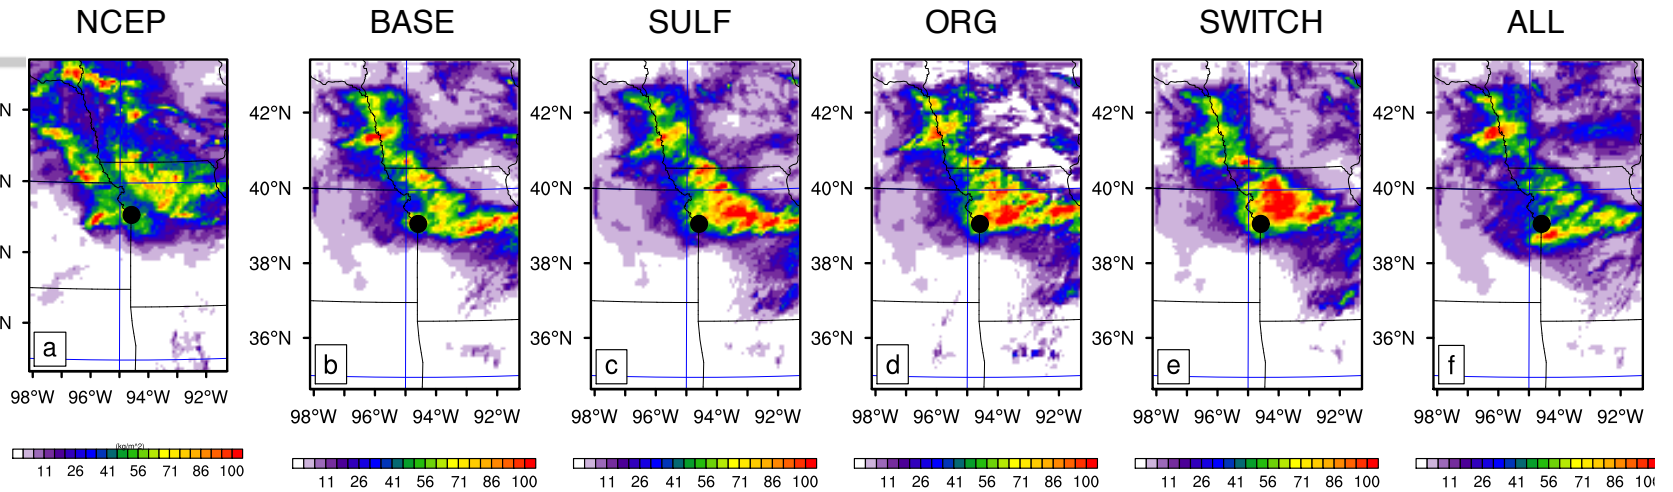 NCEP BASE SULF ORG SWITCH ALL
N 42°N 42°N 42°N 42°N 42°N
N 40°N 40°N 40°N 40°N 40°N
N 38°N 38°N 38°N 38°N 38°N
N 36°N 36°N 36°N 36°N 36°N
a b c d e f
98°W 96°W 94°W 92°W 98°W 96°W 94°W 92°W 98°W 96°W 94°W 92°W 98°W 96°W 94°W 92°W 98°W 96°W 94°W 92°W 98°W 96°W 94°W 92°W
(kg/m^2)
11 26 41 56 71 86 100 11 26 41 56 71 86 100 11 26 41 56 71 86 100 11 26 41 56 71 86 100 11 26 41 56 71 86 100 11 26 41 56 71 86 100